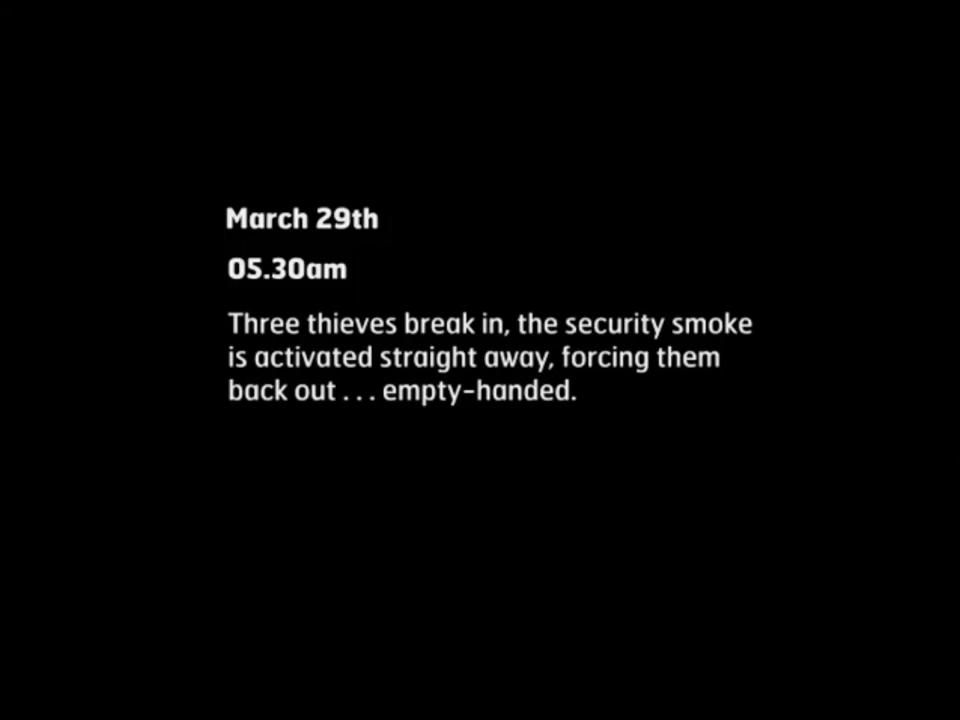 March 29th
05.30am
Three thieves break in, the security smoke
is activated straight away, forcing them
back out . . . empty-handed.